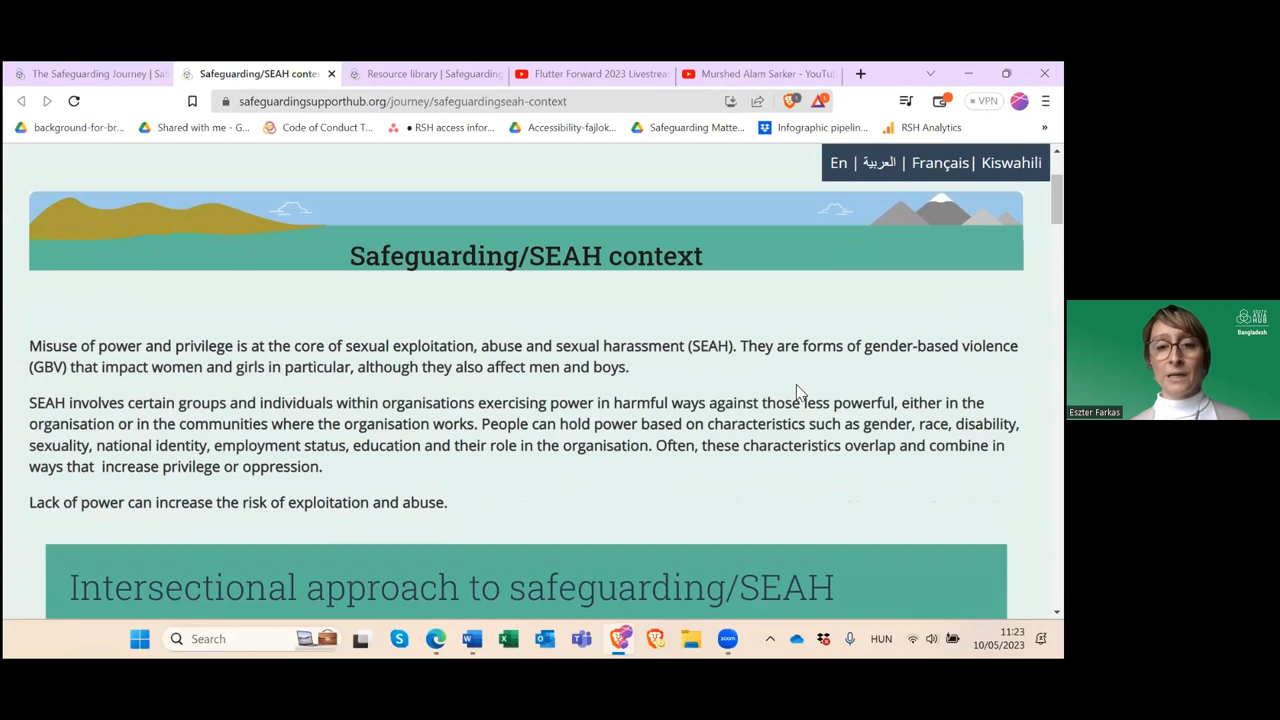 The Safeguarding Journey | Sa
Safeguarding/SEAH conte
Resource library | Safeguarding
Flutter Forward 2023 Livestrea
Murshed Alam Sarker - YouTu
safeguardingsupporthub.org/journey/safeguardingseah-context
1
1
VPN
background-for-br...
Shared with me - G...
Code of Conduct T...
• RSH access infor...
Accessibility-fajlok...
Safeguarding Matte...
Infographic pipelin...
RSH Analytics
»
En | العربية | Français| Kiswahili
Safeguarding/SEAH context
Misuse of power and privilege is at the core of sexual exploitation, abuse and sexual harassment (SEAH). They are forms of gender-based violence
(GBV) that impact women and girls in particular, although they also affect men and boys.
SEAH involves certain groups and individuals within organisations exercising power in harmful ways against those less powerful, either in the
organisation or in the communities where the organisation works. People can hold power based on characteristics such as gender, race, disability,
sexuality, national identity, employment status, education and their role in the organisation. Often, these characteristics overlap and combine in
ways that increase privilege or oppression.
Lack of power can increase the risk of exploitation and abuse.
Intersectional approach to safeguarding/SEAH
Bangladesh
Eszter Farkas
Search
zoom
HUN
11:23
10/05/2023